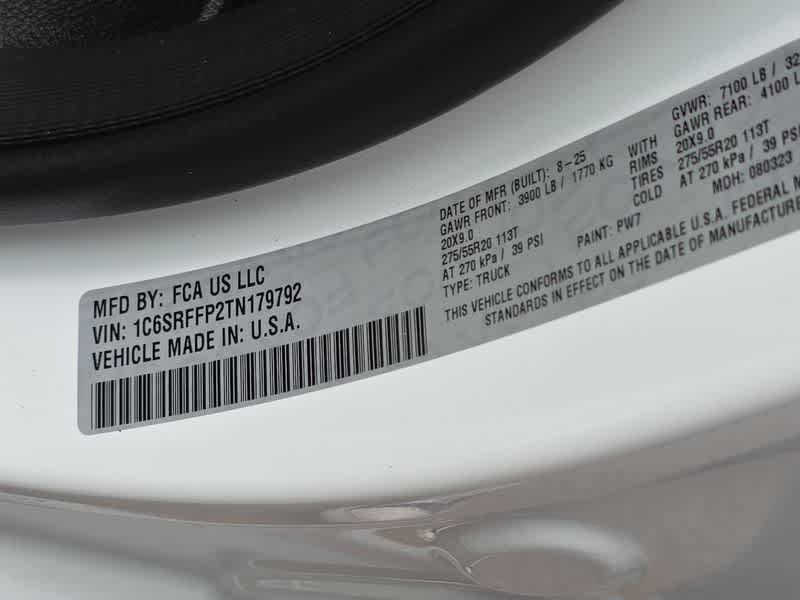 MFD BY: FCA US LLC
VIN: 1C6SRFFP2TN179792
VEHICLE MADE IN: U.S.A.
DATE OF MFR (BUILT): 8-25
GAWR FRONT: 3900 LB / 1770 KG
20X9.0
275/55R20 113T
AT 270 kPa / 39 PSI
TYPE: TRUCK
WITH
RIMS
TIRES
COLD
GVWR: 7100 LB / 32
GAWR REAR: 4100 L
20X9.0
275/55R20 113T
AT 270 kPa / 39 PSI
MDH: 080323
PAINT: PW7
THIS VEHICLE CONFORMS TO ALL APPLICABLE U.S.A. FEDERAL
STANDARDS IN EFFECT ON THE DATE OF MANUFACTURE